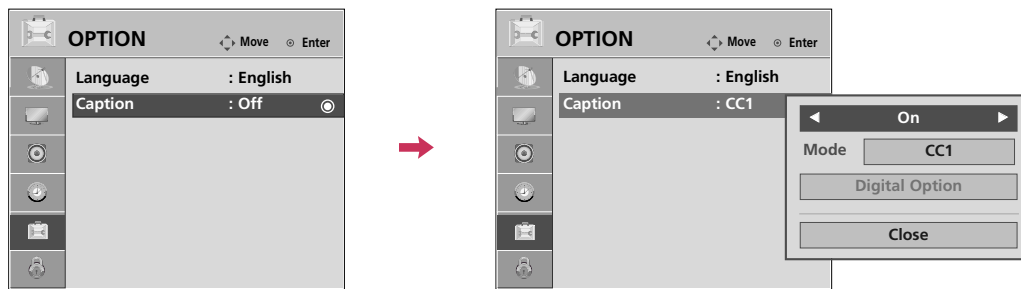 OPTION Move Enter
Language : English
Caption : Off
OPTION Move Enter
Language : English
Caption : CC1
On
Mode CC1
Digital Option
Close